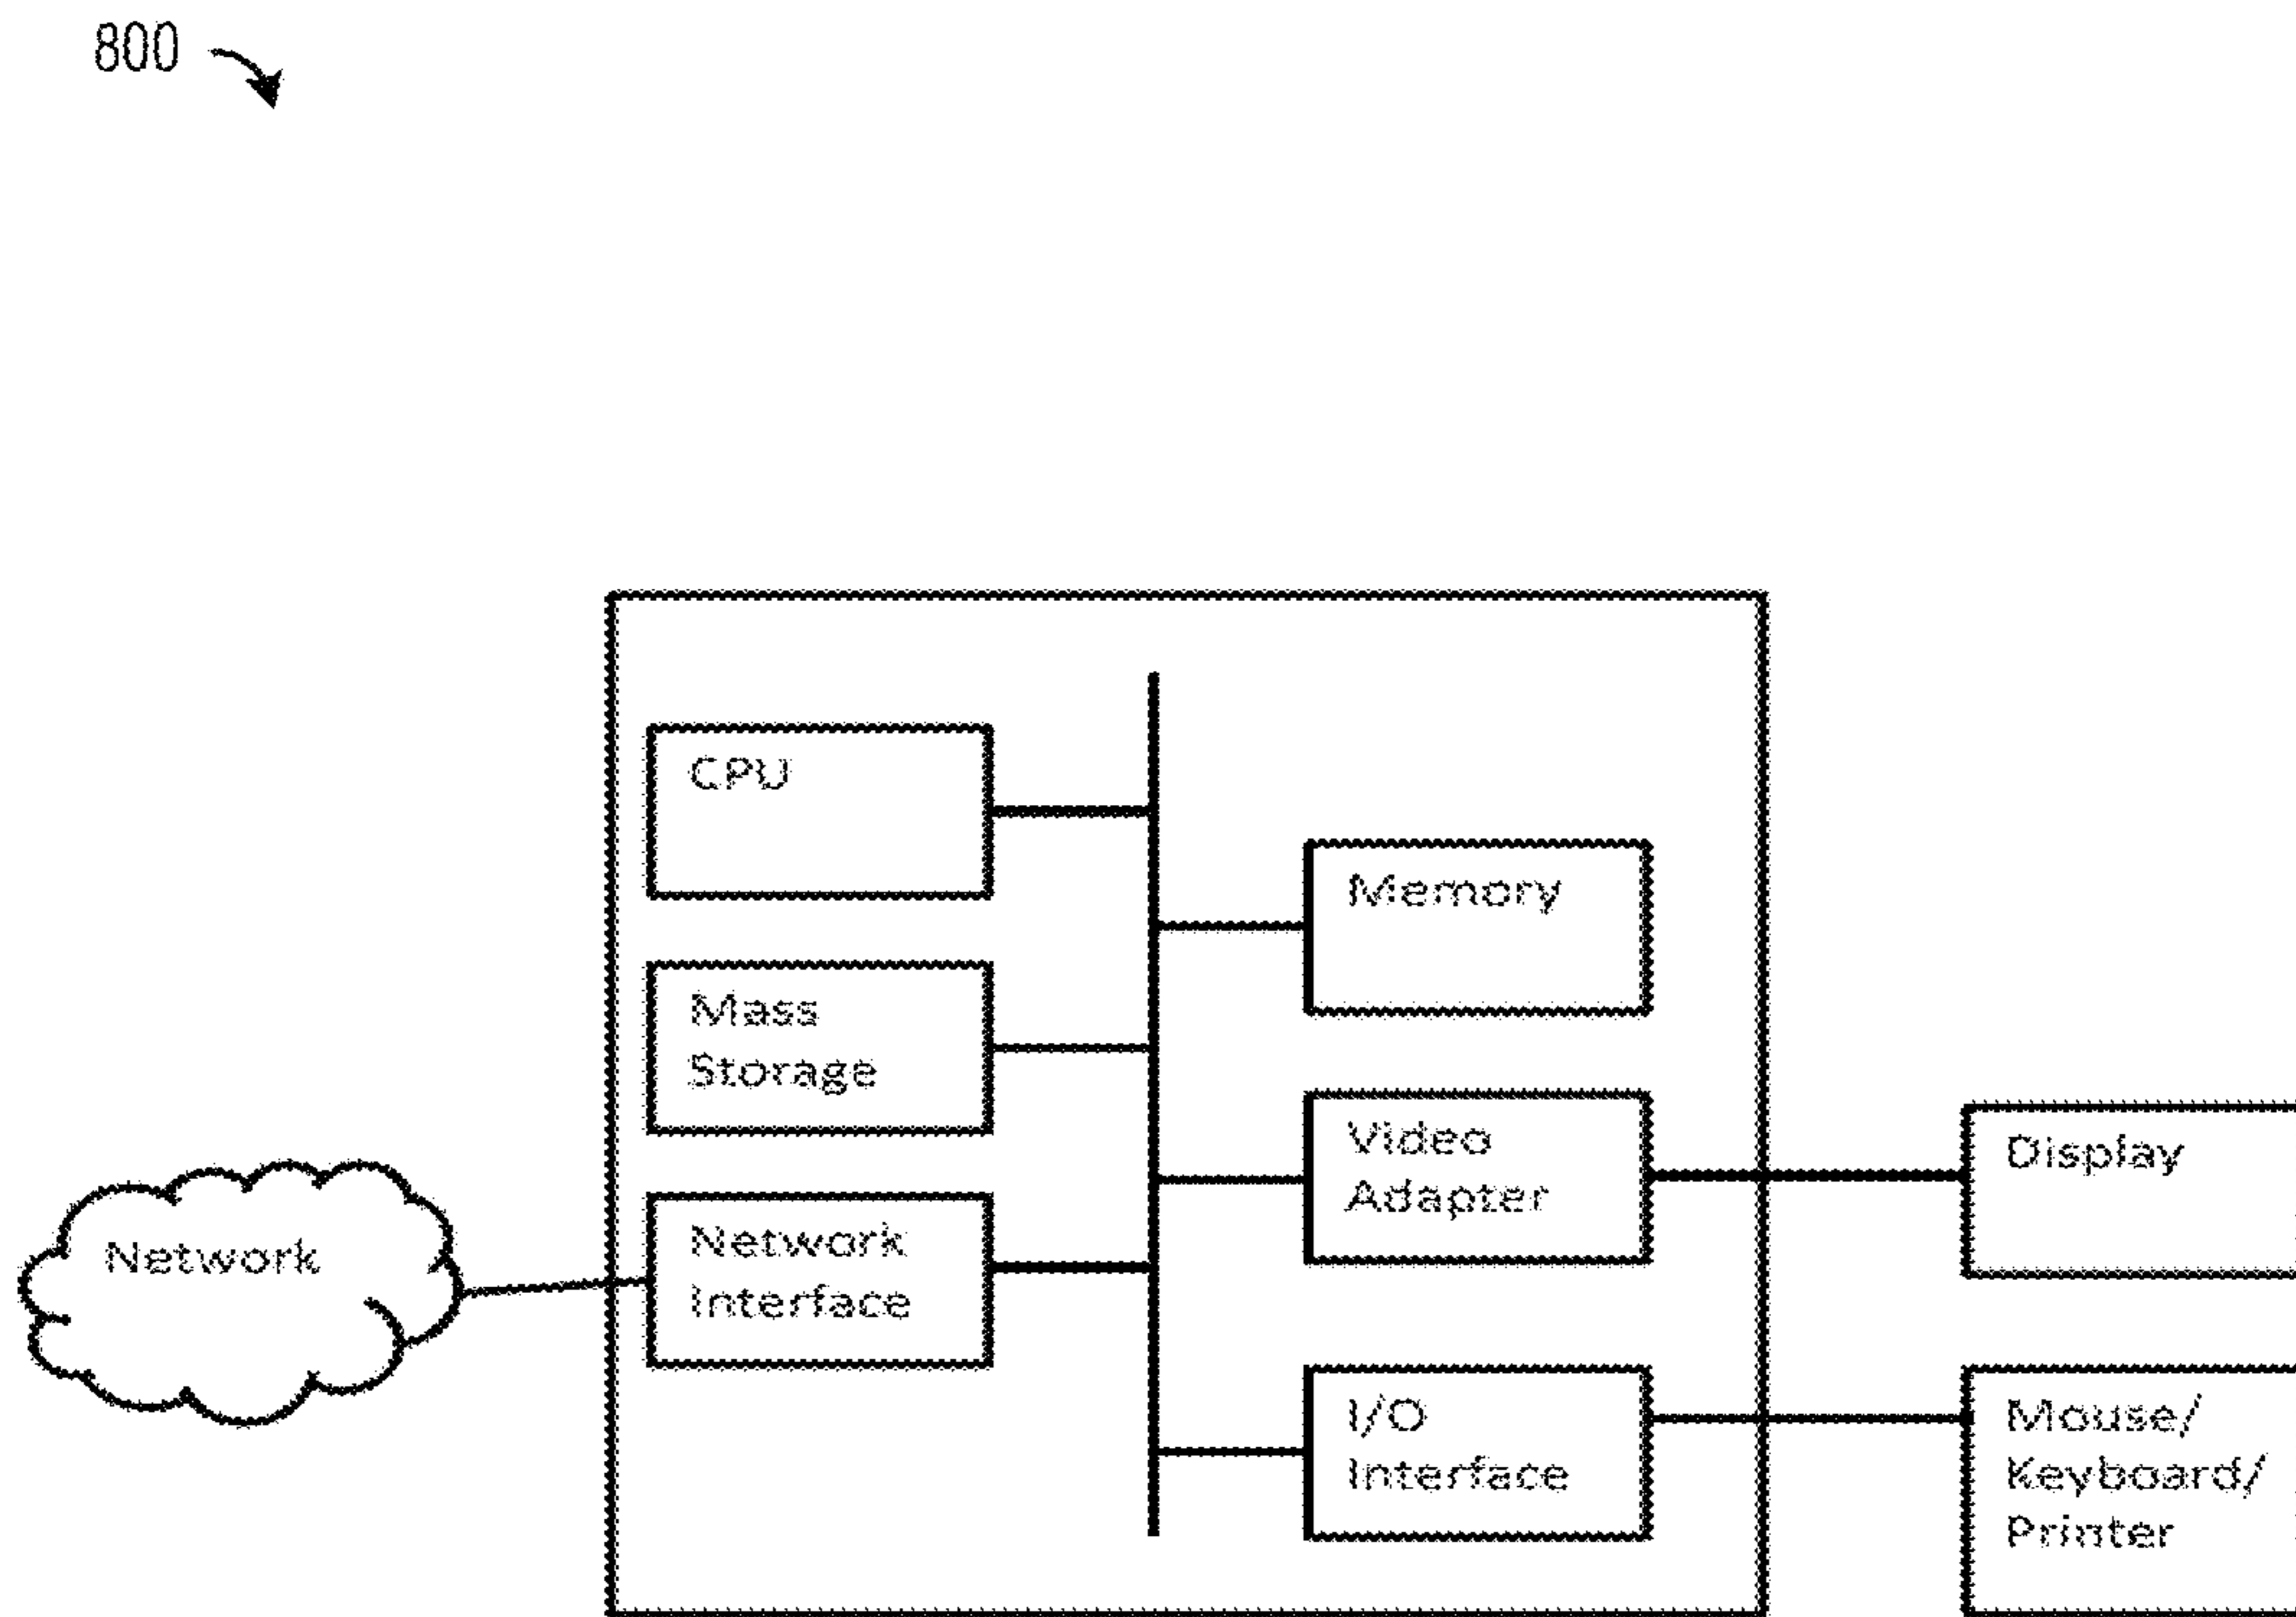 800
CPU
Memory
Mass
Storage
Video
Adapter
Display
Network
Network
Interface
I/O
Interface
Mouse/
Keyboard/
Printer